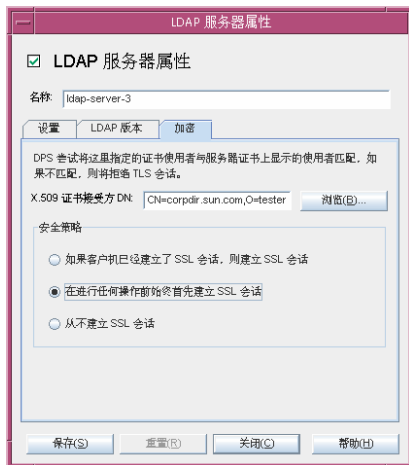 LDAP 服务器属性
LDAP 服务器属性
名称: ldap-server-3
设置 LDAP 版本 加密
DPS 尝试将这里指定的证书使用者与服务器证书上显示的使用者匹配，如
果不匹配，则将拒绝 TLS 会话。
X.509 证书接受方 DN: CN=corpdir.sun.com,O=tester 浏览(B)...
安全策略
如果客户机已经建立了 SSL 会话，则建立 SSL 会话
在进行任何操作前始终首先建立 SSL 会话
从不建立 SSL 会话
保存(S) 重置(R) 关闭(C) 帮助(H)